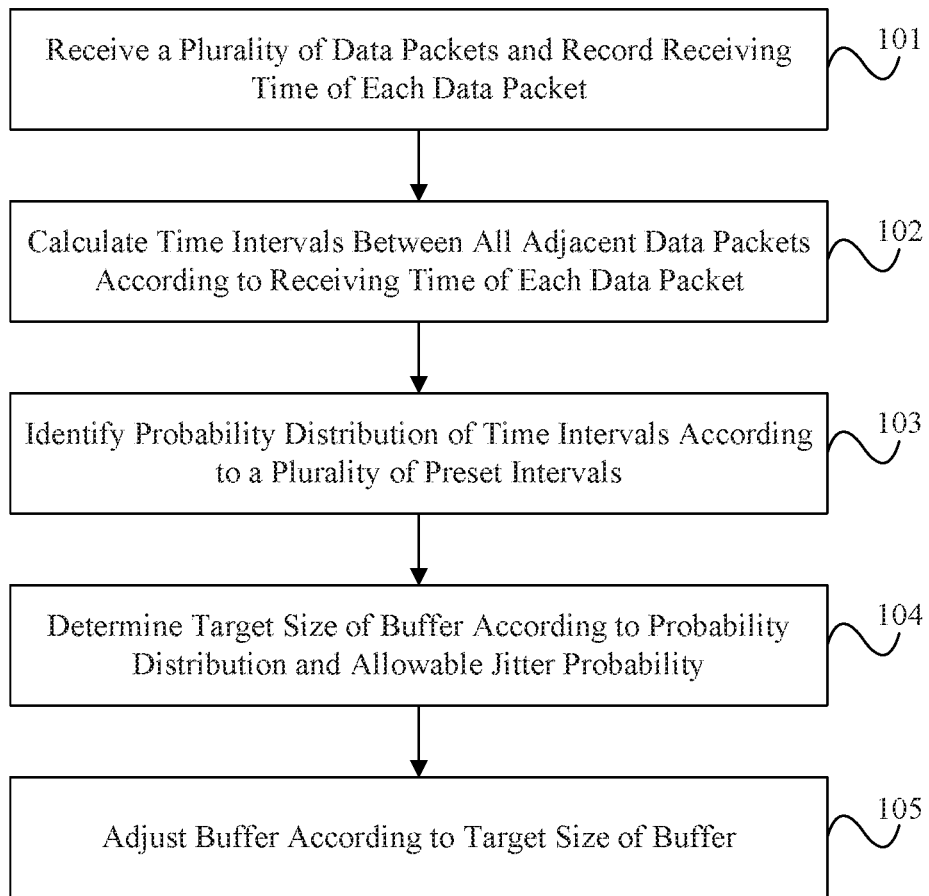 Receive a Plurality of Data Packets and Record Receiving
Time of Each Data Packet
101
Calculate Time Intervals Between All Adjacent Data Packets
According to Receiving Time of Each Data Packet
102
Identify Probability Distribution of Time Intervals According
to a Plurality of Preset Intervals
103
Determine Target Size of Buffer According to Probability
Distribution and Allowable Jitter Probability
104
Adjust Buffer According to Target Size of Buffer
105